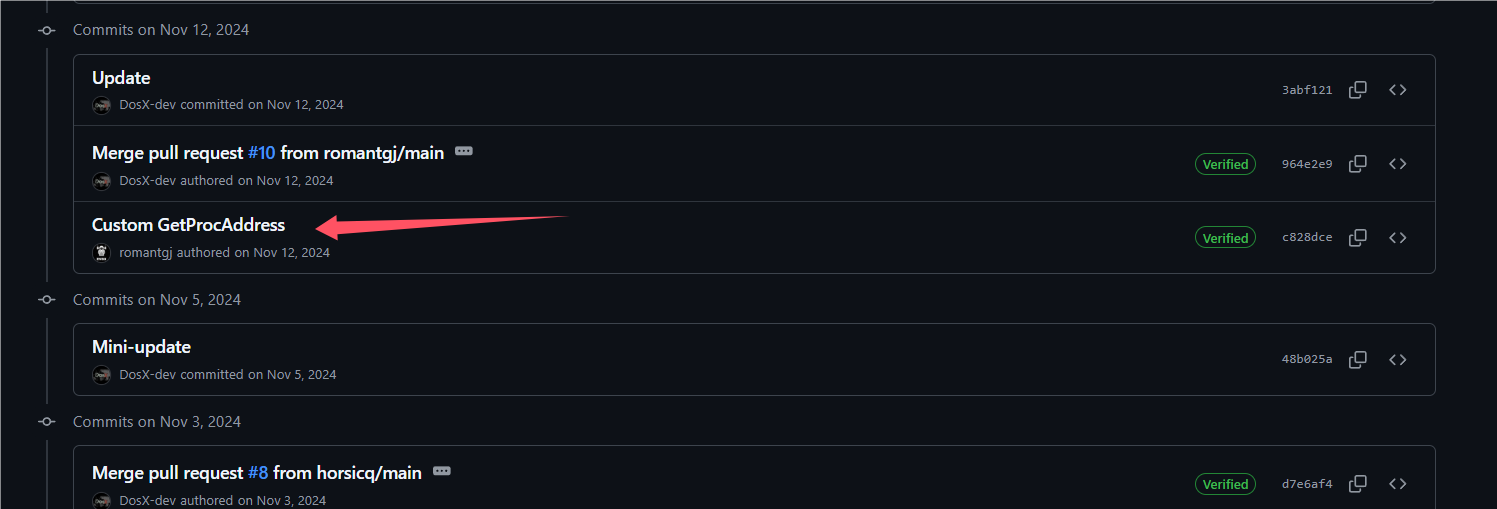 Commits on Nov 12, 2024
Update
DosX-dev committed on Nov 12, 2024
3abf121
Merge pull request #10 from romantgj/main
DosX-dev authored on Nov 12, 2024
Verified
964e2e9
Custom GetProcAddress
romantgj authored on Nov 12, 2024
Verified
c828dce
Commits on Nov 5, 2024
Mini-update
DosX-dev committed on Nov 5, 2024
48b025a
Commits on Nov 3, 2024
Merge pull request #8 from horsicq/main
DosX-dev authored on Nov 3, 2024
Verified
d7e6af4